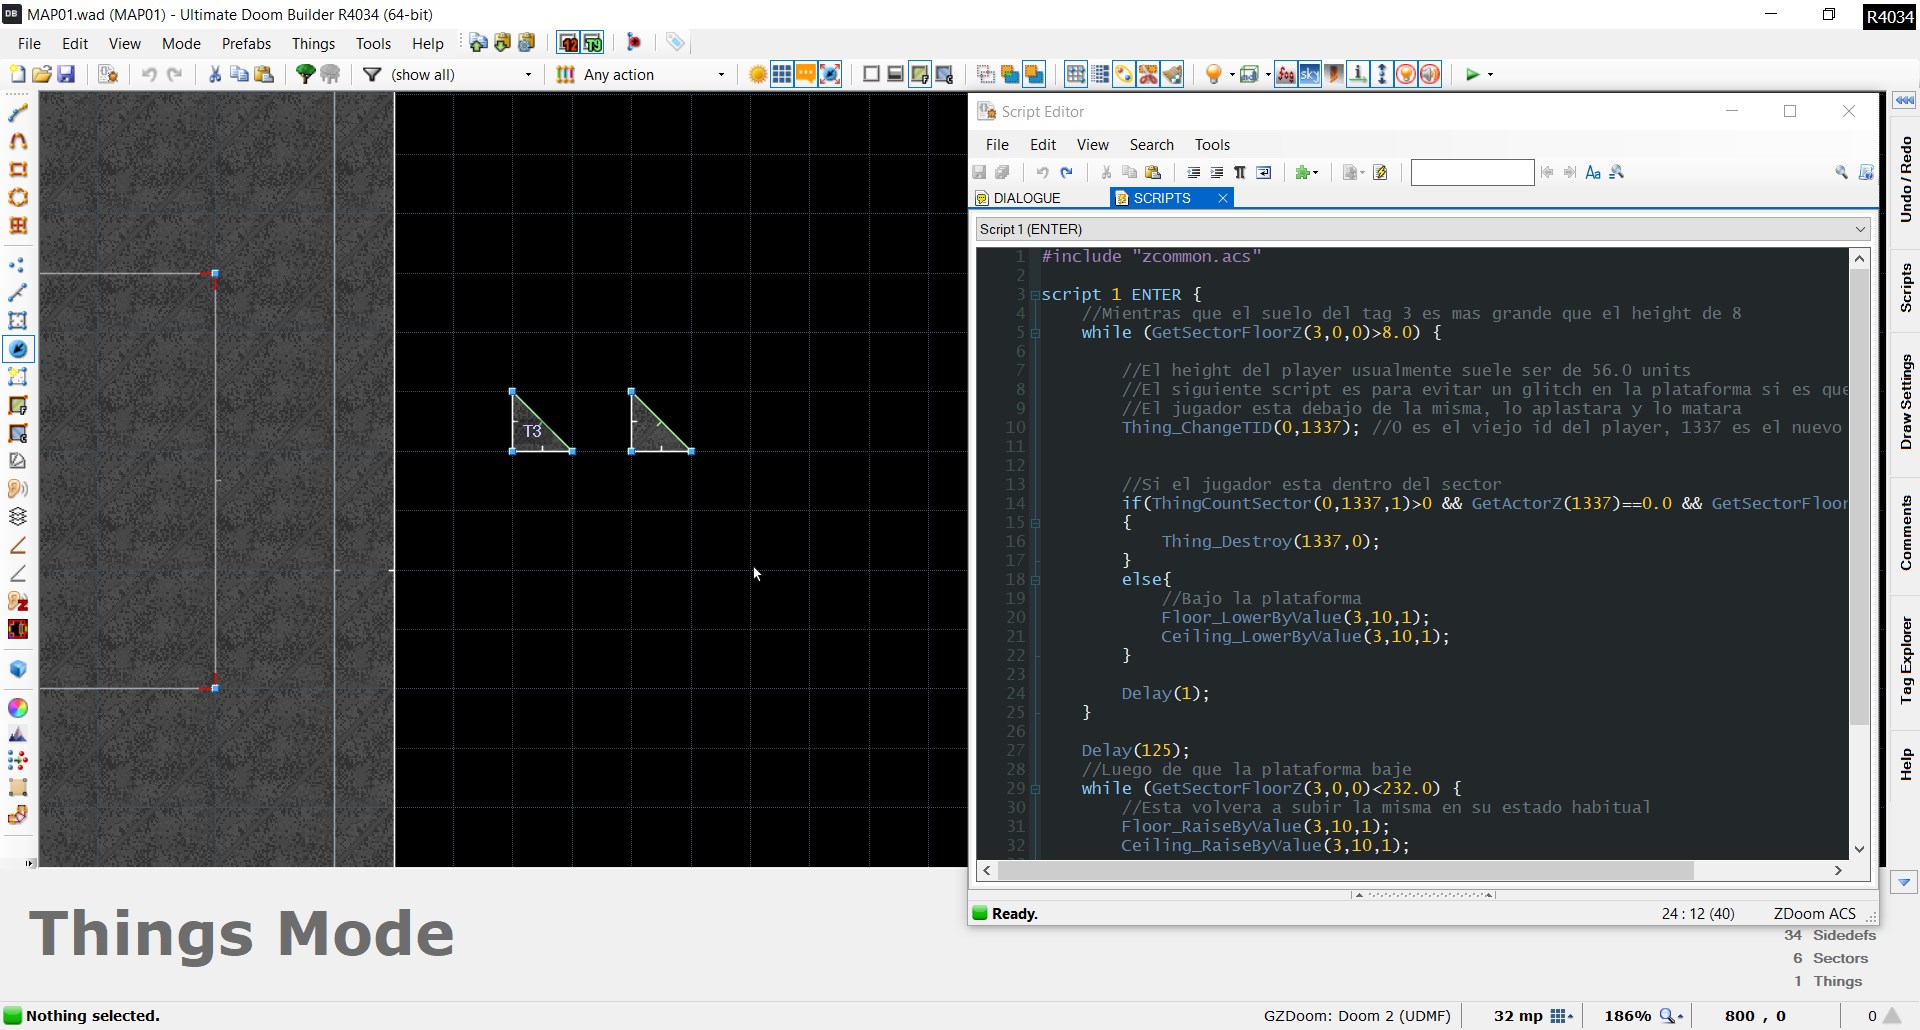 MAP01.wad (MAP01) - Ultimate Doom Builder R4034 (64-bit)
R4034
File Edit View Mode Prefabs Things Tools Help
(show all)
Any action
Script Editor
File Edit View Search Tools
DIALOGUE
SCRIPTS
Script 1 (ENTER)
1 #include "zcommon.acs"
2
3 script 1 ENTER {
4 //Mientras que el suelo del tag 3 es mas grande que el height de 8
5 while (GetSectorFloorZ(3,0,0)>8.0) {
6
7 //El height del player usualmente suele ser de 56.0 units
8 //El siguiente script es para evitar un glitch en la plataforma si es que
9 //El jugador esta debajo de la misma, lo aplastara y lo matara
10 Thing_ChangeTID(0,1337); //0 es el viejo id del player, 1337 es el nuevo
11
12
13 //Si el jugador esta dentro del sector
14 if(ThingCountSector(0,1337,1)>0 && GetActorZ(1337)==0.0 && GetSectorFloor
15 {
16 Thing_Destroy(1337,0);
17 }
18 else{
19 //Bajo la plataforma
20 Floor_LowerByValue(3,10,1);
21 Ceiling_LowerByValue(3,10,1);
22 }
23
24 Delay(1);
25 }
26
27 Delay(125);
28 //Luego de que la plataforma baje
29 while (GetSectorFloorZ(3,0,0)<232.0) {
30 //Esta volvera a subir la misma en su estado habitual
31 Floor_RaiseByValue(3,10,1);
32 Ceiling_RaiseByValue(3,10,1);
Ready.
24 : 12 (40)
ZDoom ACS
T3
Undo / Redo
Scripts
Draw Settings
Comments
Tag Explorer
Help
Things Mode
34 Sidedefs
6 Sectors
1 Things
Nothing selected.
GZDoom: Doom 2 (UDMF)
32 mp
186%
800 , 0
0